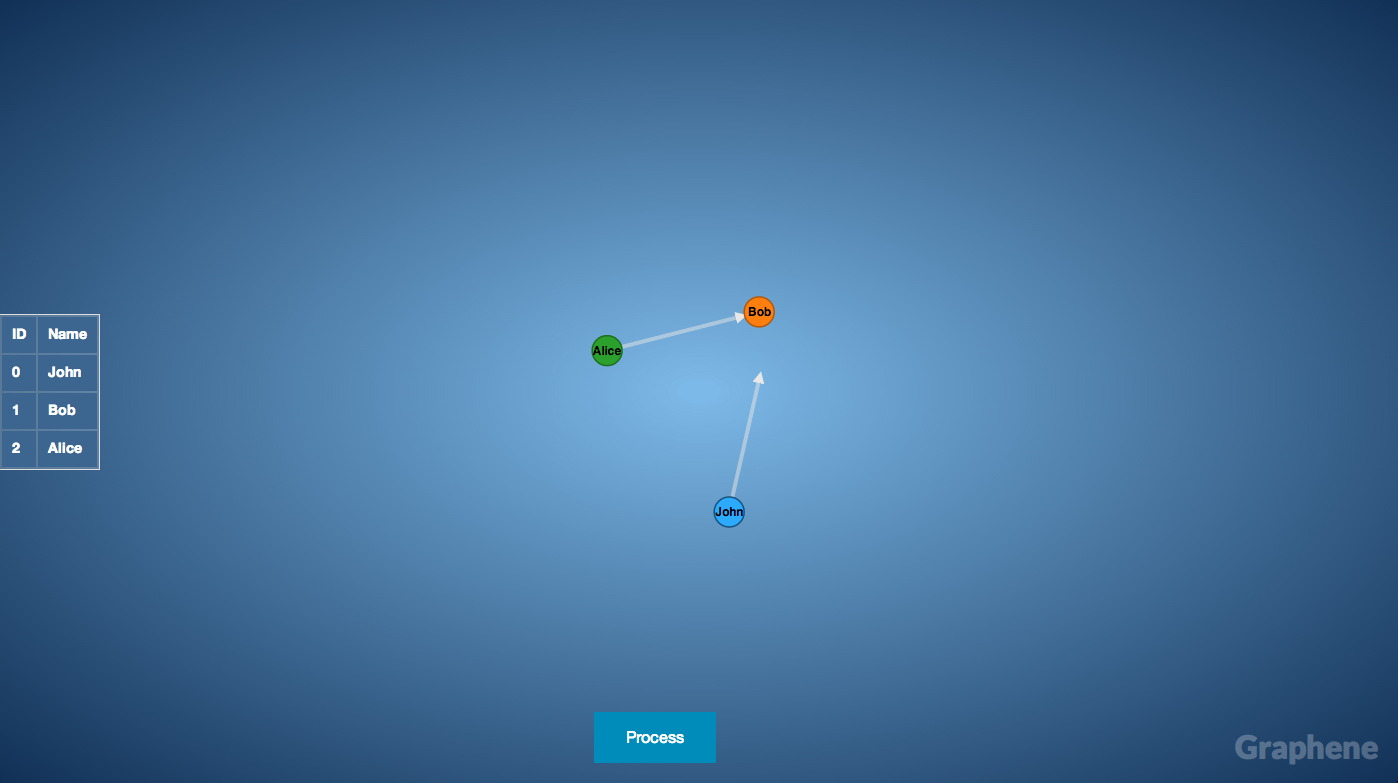 Bob
Alice
ID Name
0 John
1 Bob
2 Alice
John
Process
Graphene